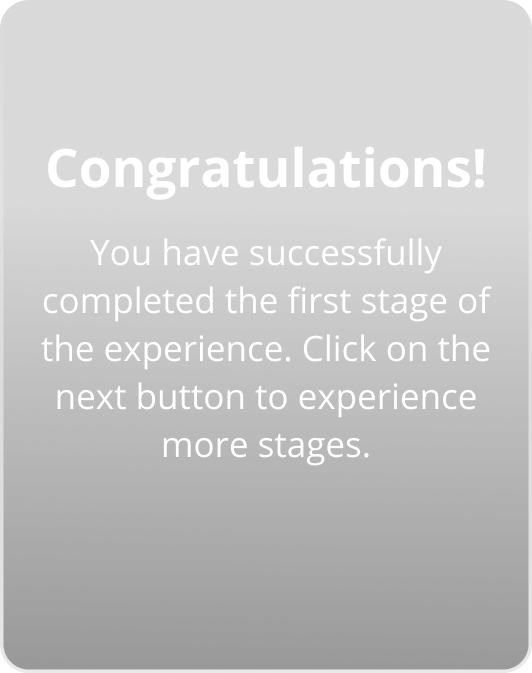 Congratulations!
You have successfully
completed the first stage of
the experience. Click on the
next button to experience
more stages.